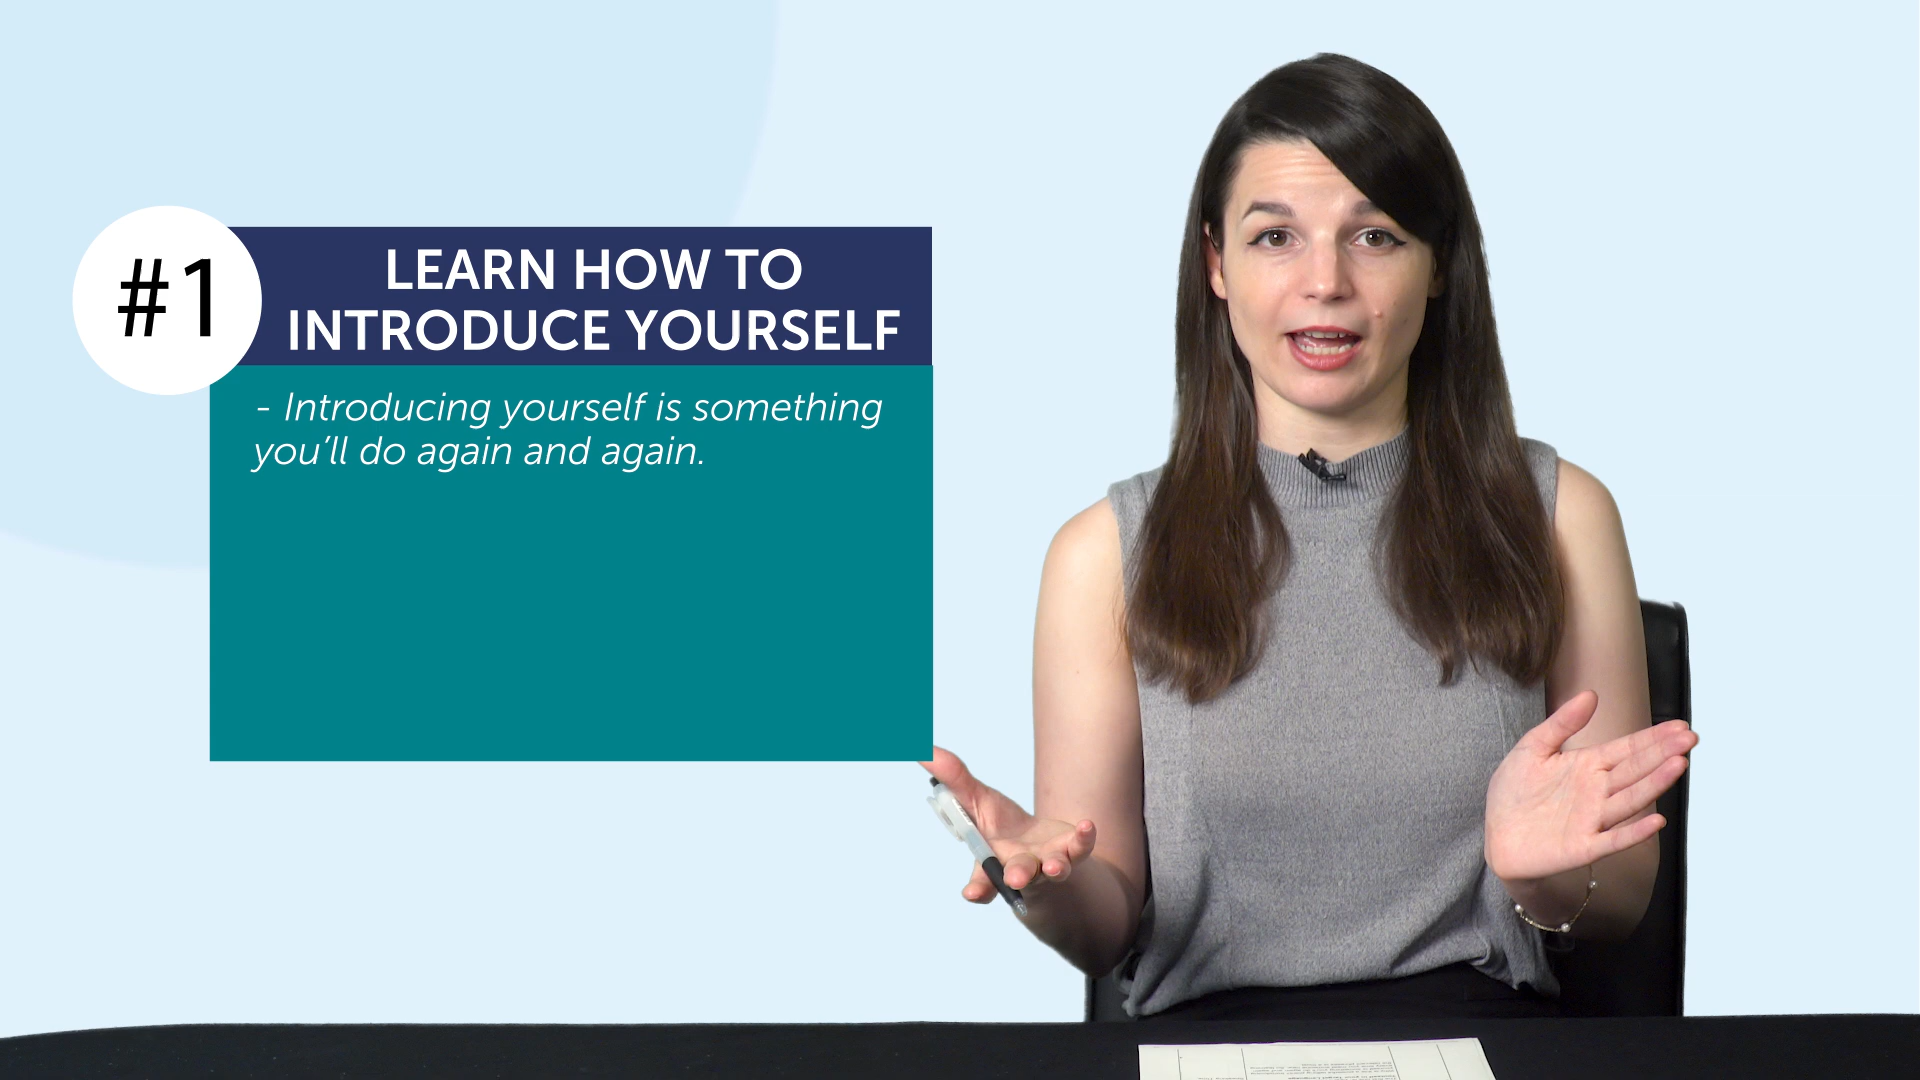 #1
LEARN HOW TO
INTRODUCE YOURSELF
- Introducing yourself is something
you'll do again and again.